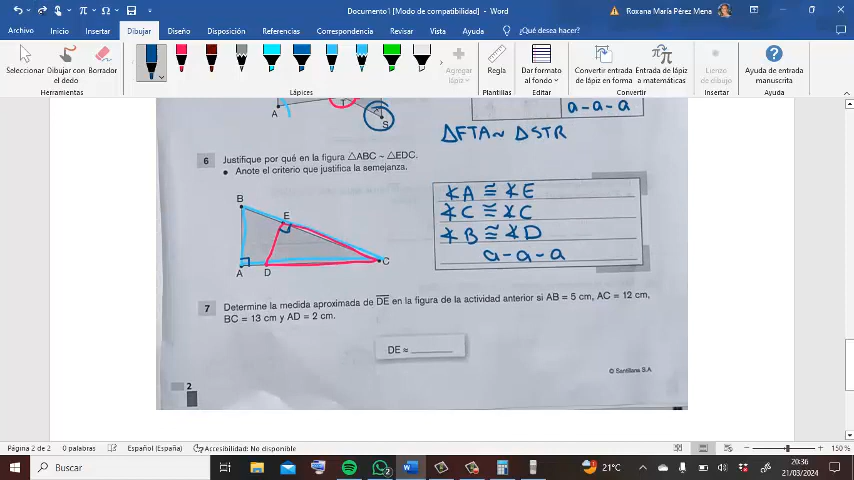 Documento1 [Modo de compatibilidad] - Word
Roxana María Pérez Mena
Archivo Inicio Insertar Dibujar Diseño Disposición Referencias Correspondencia Revisar Vista Ayuda ¿Qué desea hacer?
Seleccionar Dibujar con el dedo Borrador
Agregar lápiz Regla Dar formato al fondo Convertir entrada de lápiz en forma Entrada de lápiz a matemáticas Lienzo de dibujo Ayuda de entrada manuscrita
Herramientas Lápices Plantillas Editar Convertir Insertar Ayuda
A T S
a-a-a
△FTA~ △STR
6 Justifique por qué en la figura △ABC ~ △EDC.
• Anote el criterio que justifica la semejanza.
B
E
A D C
∡A ≅ ∡E
∡C ≅ ∡C
∡B ≅ ∡D
a-a-a
7 Determine la medida aproximada de DE en la figura de la actividad anterior si AB = 5 cm, AC = 12 cm,
BC = 13 cm y AD = 2 cm.
DE ≈ ________
© Santillana S.A
2
Página 2 de 2 0 palabras Español (España) Accesibilidad: No disponible 150 %
Buscar 2 21°C 20:36
21/03/2024